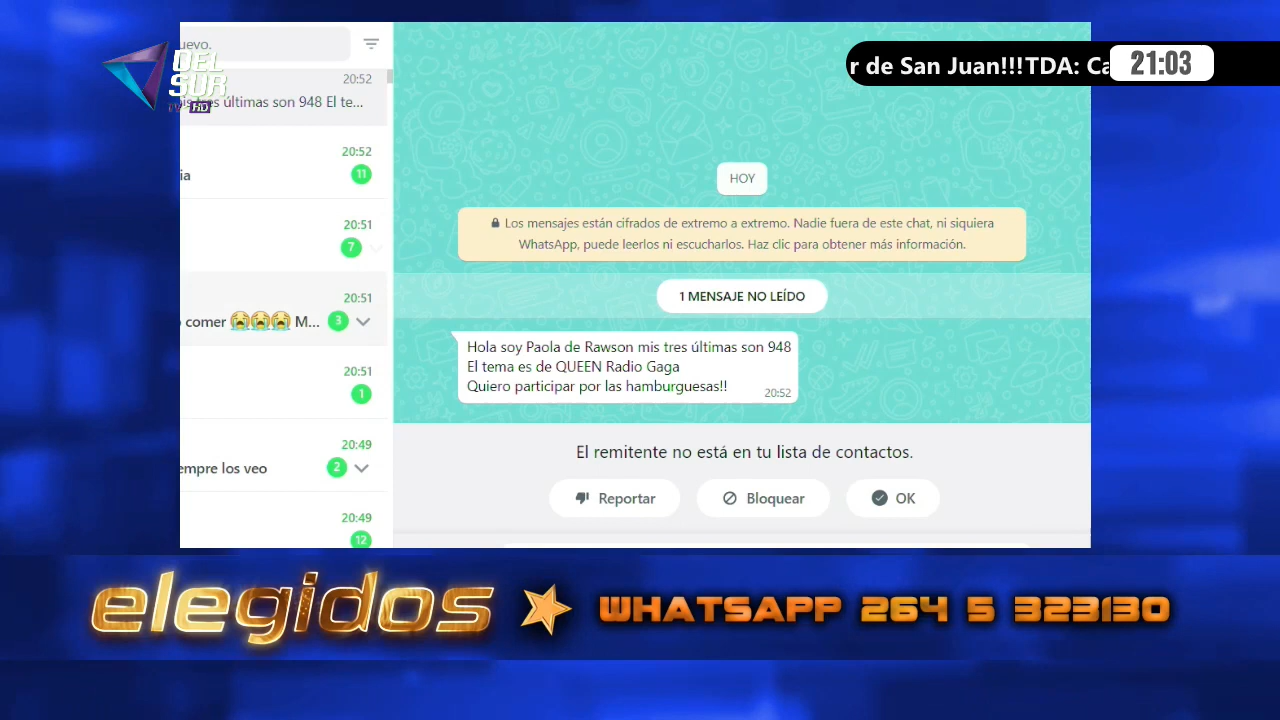 uevo.
DEL
SUR
TV HD
20:52
mis tres últimas son 948 El te...
20:52
ia
11
20:51
7
20:51
comer 😭😭😭 M...
3
20:51
1
20:49
empre los veo
2
20:49
12
r de San Juan!!!TDA: Ca
21:03
HOY
Los mensajes están cifrados de extremo a extremo. Nadie fuera de este chat, ni siquiera
WhatsApp, puede leerlos ni escucharlos. Haz clic para obtener más información.
1 MENSAJE NO LEÍDO
Hola soy Paola de Rawson mis tres últimas son 948
El tema es de QUEEN Radio Gaga
Quiero participar por las hamburguesas!!
20:52
El remitente no está en tu lista de contactos.
Reportar
Bloquear
OK
elegidos
WHATSAPP 264 5 323130